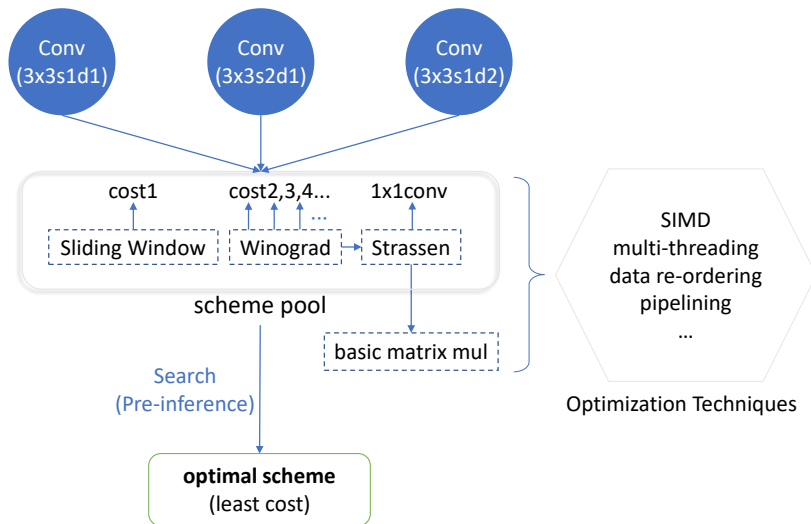 Conv
(3x3s1d1)
Conv
(3x3s2d1)
Conv
(3x3s1d2)
cost1
cost2,3,4...
1x1conv
...
Sliding Window
Winograd
Strassen
scheme pool
basic matrix mul
SIMD
multi-threading
data re-ordering
pipelining
...
Optimization Techniques
Search
(Pre-inference)
optimal scheme
(least cost)